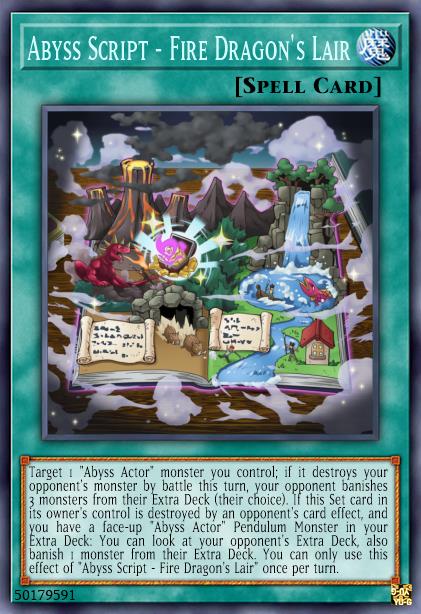 Abyss Script - Fire Dragon's Lair
魔
[Spell Card]
Target 1 "Abyss Actor" monster you control; if it destroys your
opponent's monster by battle this turn, your opponent banishes
3 monsters from their Extra Deck (their choice). If this Set card in
its owner's control is destroyed by an opponent's card effect, and
you have a face-up "Abyss Actor" Pendulum Monster in your
Extra Deck: You can look at your opponent's Extra Deck, also
banish 1 monster from their Extra Deck. You can only use this
effect of "Abyss Script - Fire Dragon's Lair" once per turn.
50179591